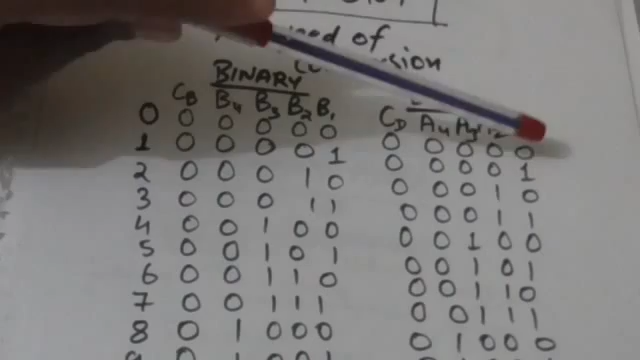 of
BINARY
CB B4 B3 B2 B1 CD A4
0 0 0 0 0 0 0 0 0 0 0
1 0 0 0 0 1 0 0 0 0 1
2 0 0 0 1 0 0 0 0 1 0
3 0 0 0 1 1 0 0 0 1 1
4 0 0 1 0 0 0 0 1 0 0
5 0 0 1 0 1 0 0 1 0 1
6 0 0 1 1 0 0 0 1 1 0
7 0 0 1 1 1 0 0 1 1 1
8 0 1 0 0 0 0 1 0 0 0